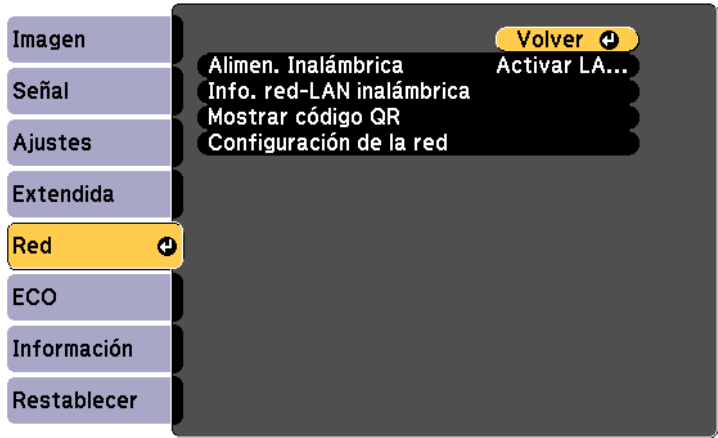 Imagen
Señal
Ajustes
Extendida
Red
ECO
Información
Restablecer
Volver
Alimen. Inalámbrica Activar LA...
Info. red-LAN inalámbrica
Mostrar código QR
Configuración de la red